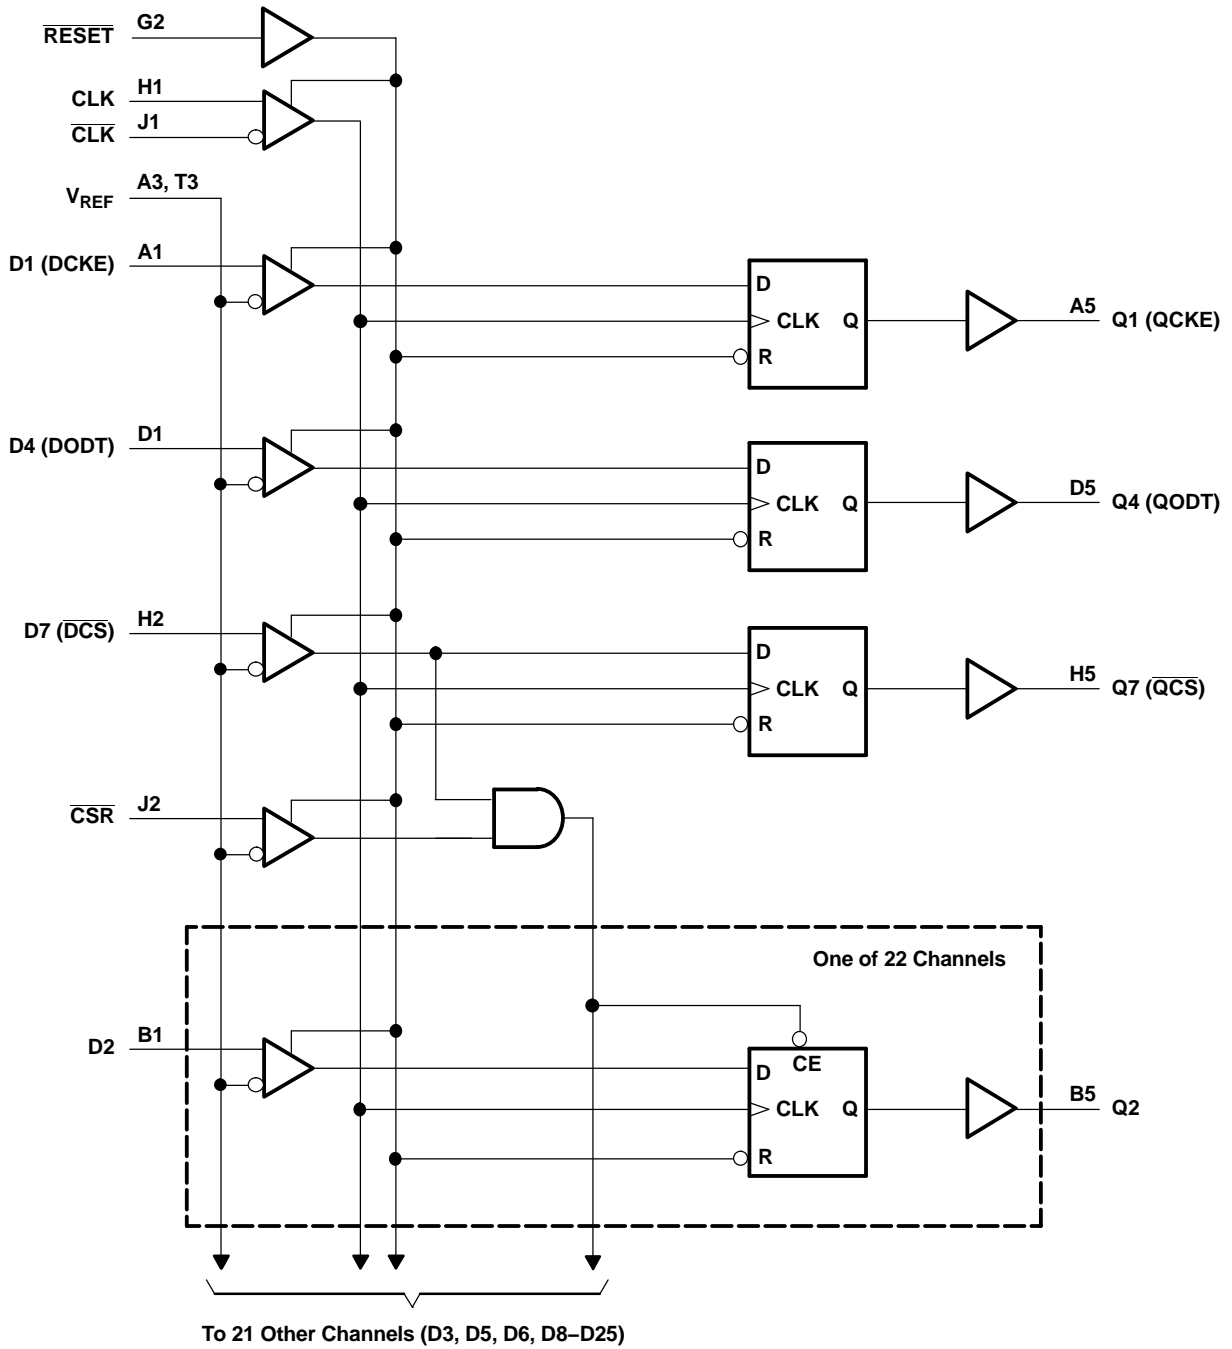 RESET G2
CLK H1
CLK J1
VREF A3, T3
D1 (DCKE) A1
D
CLK Q
R
A5 Q1 (QCKE)
D4 (DODT) D1
D
CLK Q
R
D5 Q4 (QODT)
D7 (DCS) H2
D
CLK Q
R
H5 Q7 (QCS)
CSR J2
One of 22 Channels
D2 B1
CE
D
CLK Q
R
B5 Q2
To 21 Other Channels (D3, D5, D6, D8–D25)